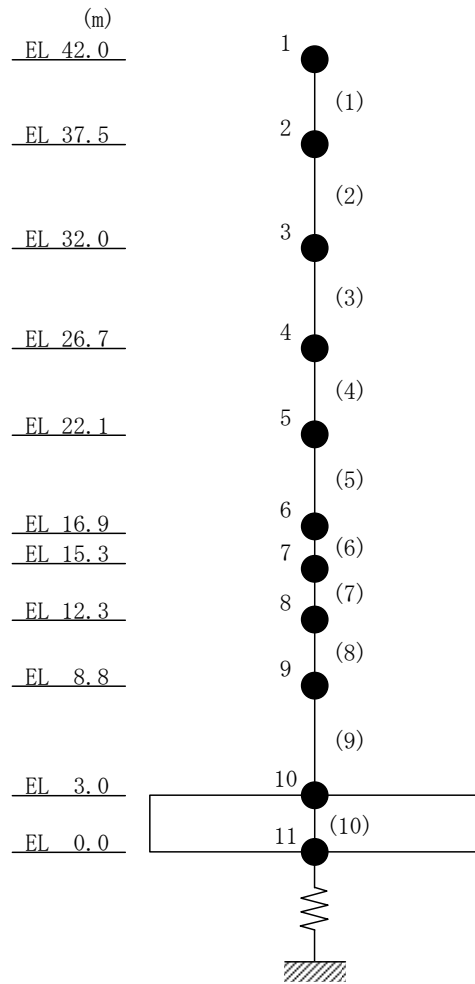 (m)
EL 42.0
1
(1)
EL 37.5
2
(2)
EL 32.0
3
(3)
EL 26.7
4
(4)
EL 22.1
5
(5)
EL 16.9
6
(6)
EL 15.3
7
(7)
EL 12.3
8
(8)
EL 8.8
9
(9)
EL 3.0
10
(10)
EL 0.0
11